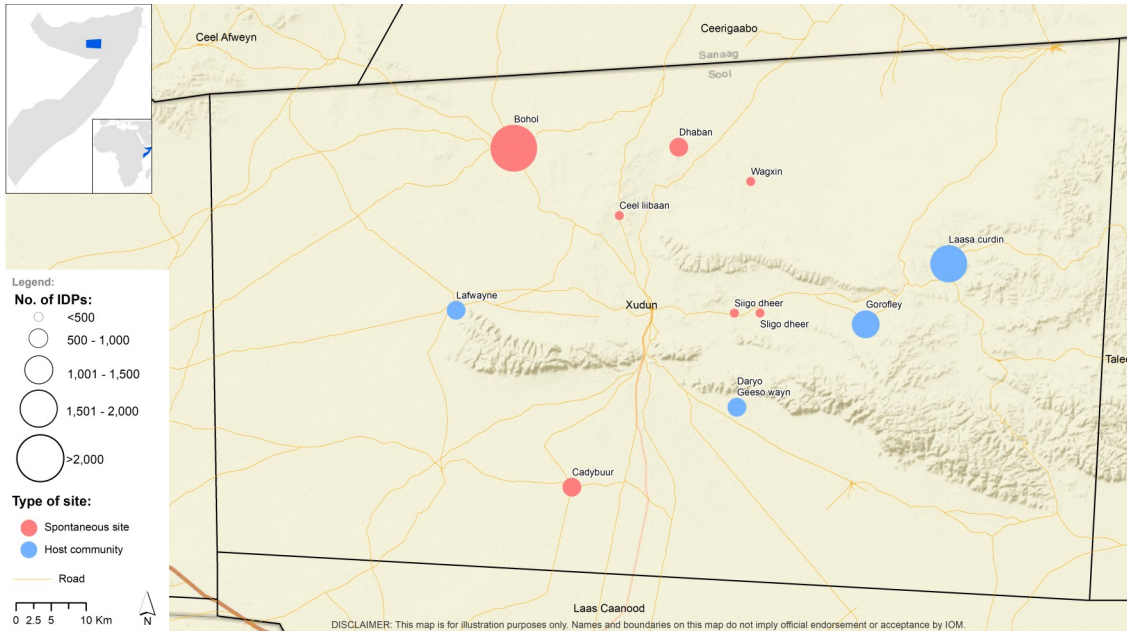 Ceel Afweyn
Ceerigaabo
Sanaag
Sool
Bohol
Dhaban
Wagxin
Ceel liibaan
Laasa curdin
Lafwayne
Xudun
Siigo dheer
Sligo dheer
Gorofley
Talee
Daryo
Geeso wayn
Cadybuur
Laas Caanood
Legend:
No. of IDPs:
<500
500 - 1,000
1,001 - 1,500
1,501 - 2,000
>2,000
Type of site:
Spontaneous site
Host community
Road
0 2.5 5 10 Km
N
DISCLAIMER: This map is for illustration purposes only. Names and boundaries on this map do not imply official endorsement or acceptance by IOM.